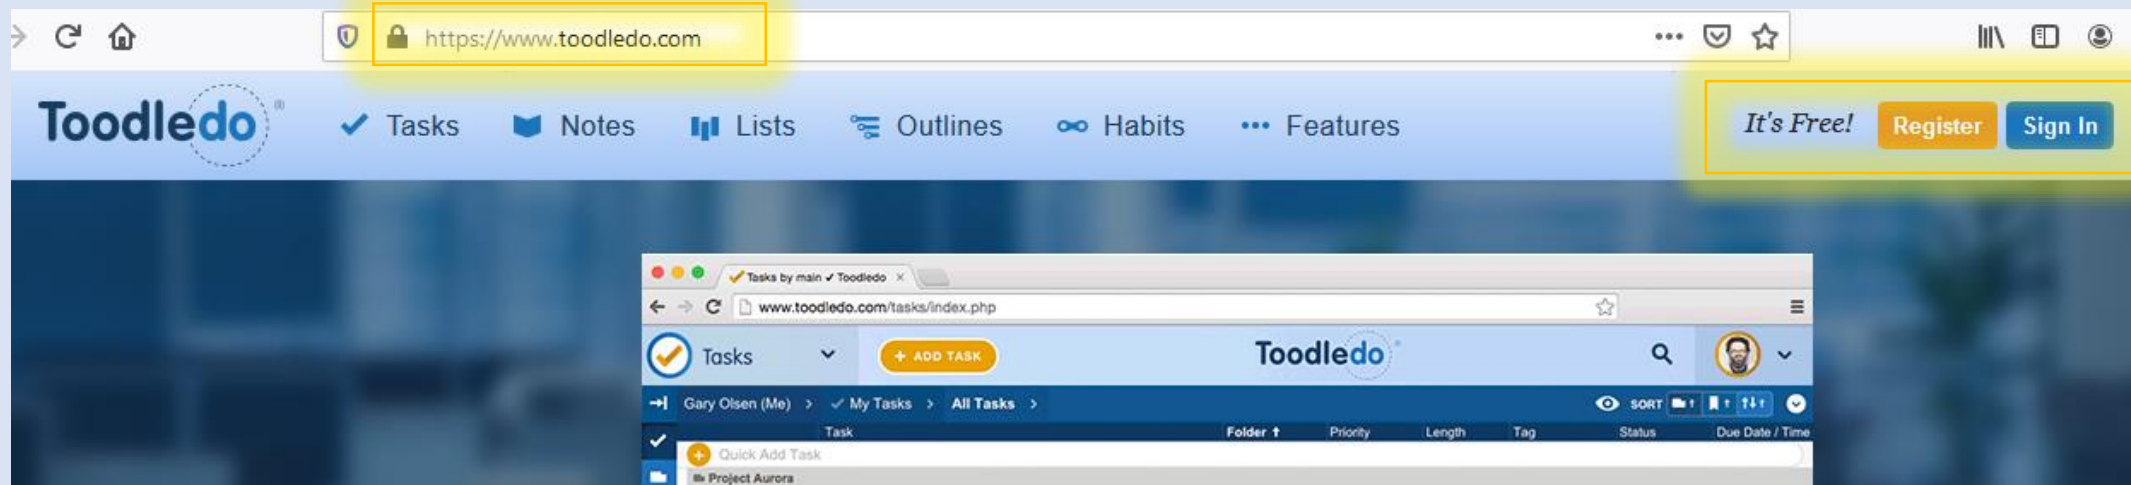 https://www.toodledo.com
Toodledo®
Tasks Notes Lists Outlines Habits Features
It's Free! Register Sign In
Tasks by main ✔ Toodledo ×
www.toodledo.com/tasks/index.php
Tasks + ADD TASK Toodledo
Gary Olsen (Me) > ✓ My Tasks > All Tasks > SORT
Task Folder ↑ Priority Length Tag Status Due Date / Time
Quick Add Task
Project Aurora